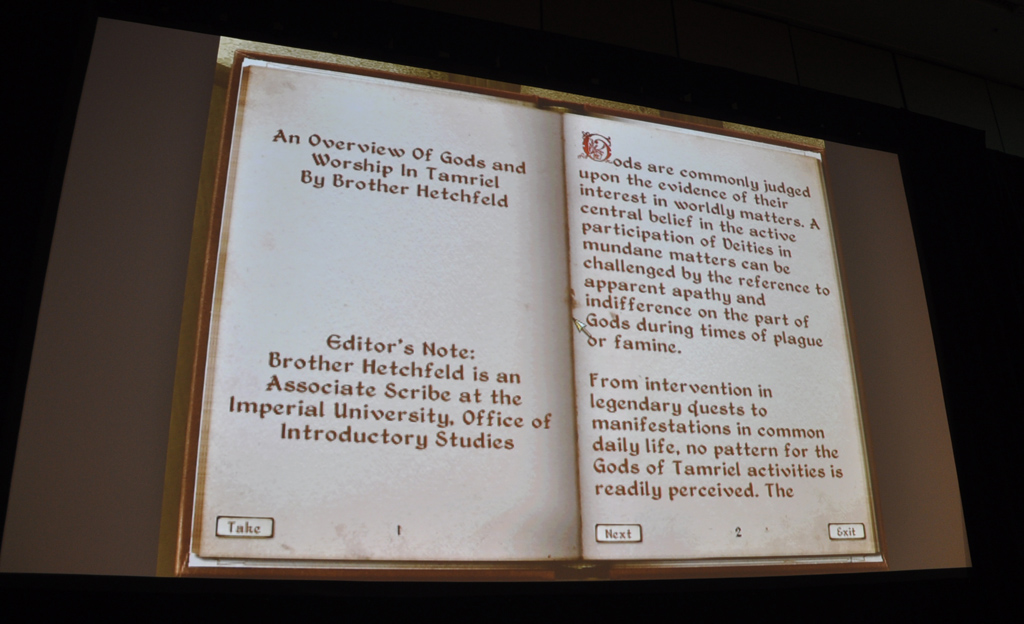 An Overview Of Gods and
Worship In Tamriel
By Brother Hetchfeld
Editor's Note:
Brother Hetchfeld is an
Associate Scribe at the
Imperial University, Office of
Introductory Studies
Take
1
Gods are commonly judged
upon the evidence of their
interest in worldly matters. A
central belief in the active
participation of Deities in
mundane matters can be
challenged by the reference to
apparent apathy and
indifference on the part of
Gods during times of plague
or famine.
From intervention in
legendary quests to
manifestations in common
daily life, no pattern for the
Gods of Tamriel activities is
readily perceived. The
Next
2
Exit